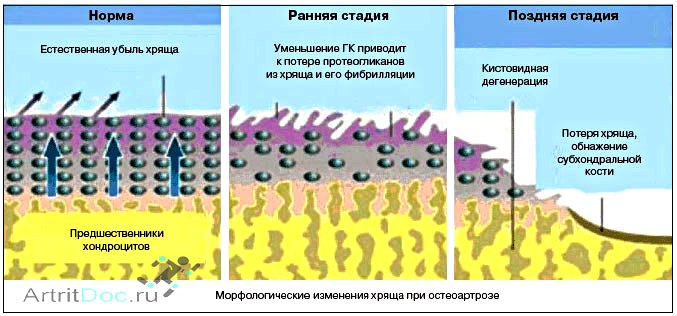 Норма
Естественная убыль хряща
Предшественники
хондроцитов
Ранняя стадия
Уменьшение ГК приводит
к потере протеогликанов
из хряща и его фибрилляции
Поздняя стадия
Кистовидная
дегенерация
Потеря хряща,
обнажение
субхондральной
кости
ArtritDoc.ru
Морфологические изменения хряща при остеоартрозе